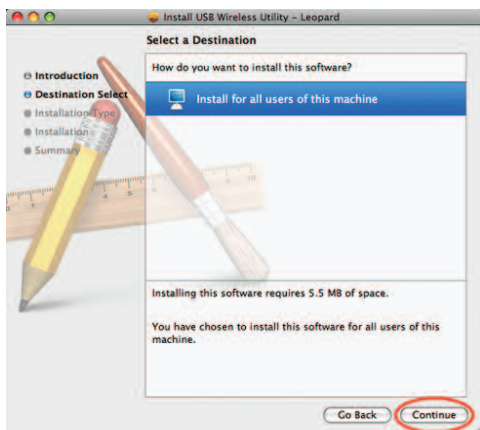 Install USB Wireless Utility - Leopard
Select a Destination
Introduction
Destination Select
Installation Type
Installation
Summary
How do you want to install this software?
Install for all users of this machine
Installing this software requires 5.5 MB of space.
You have chosen to install this software for all users of this
machine.
Go Back
Continue